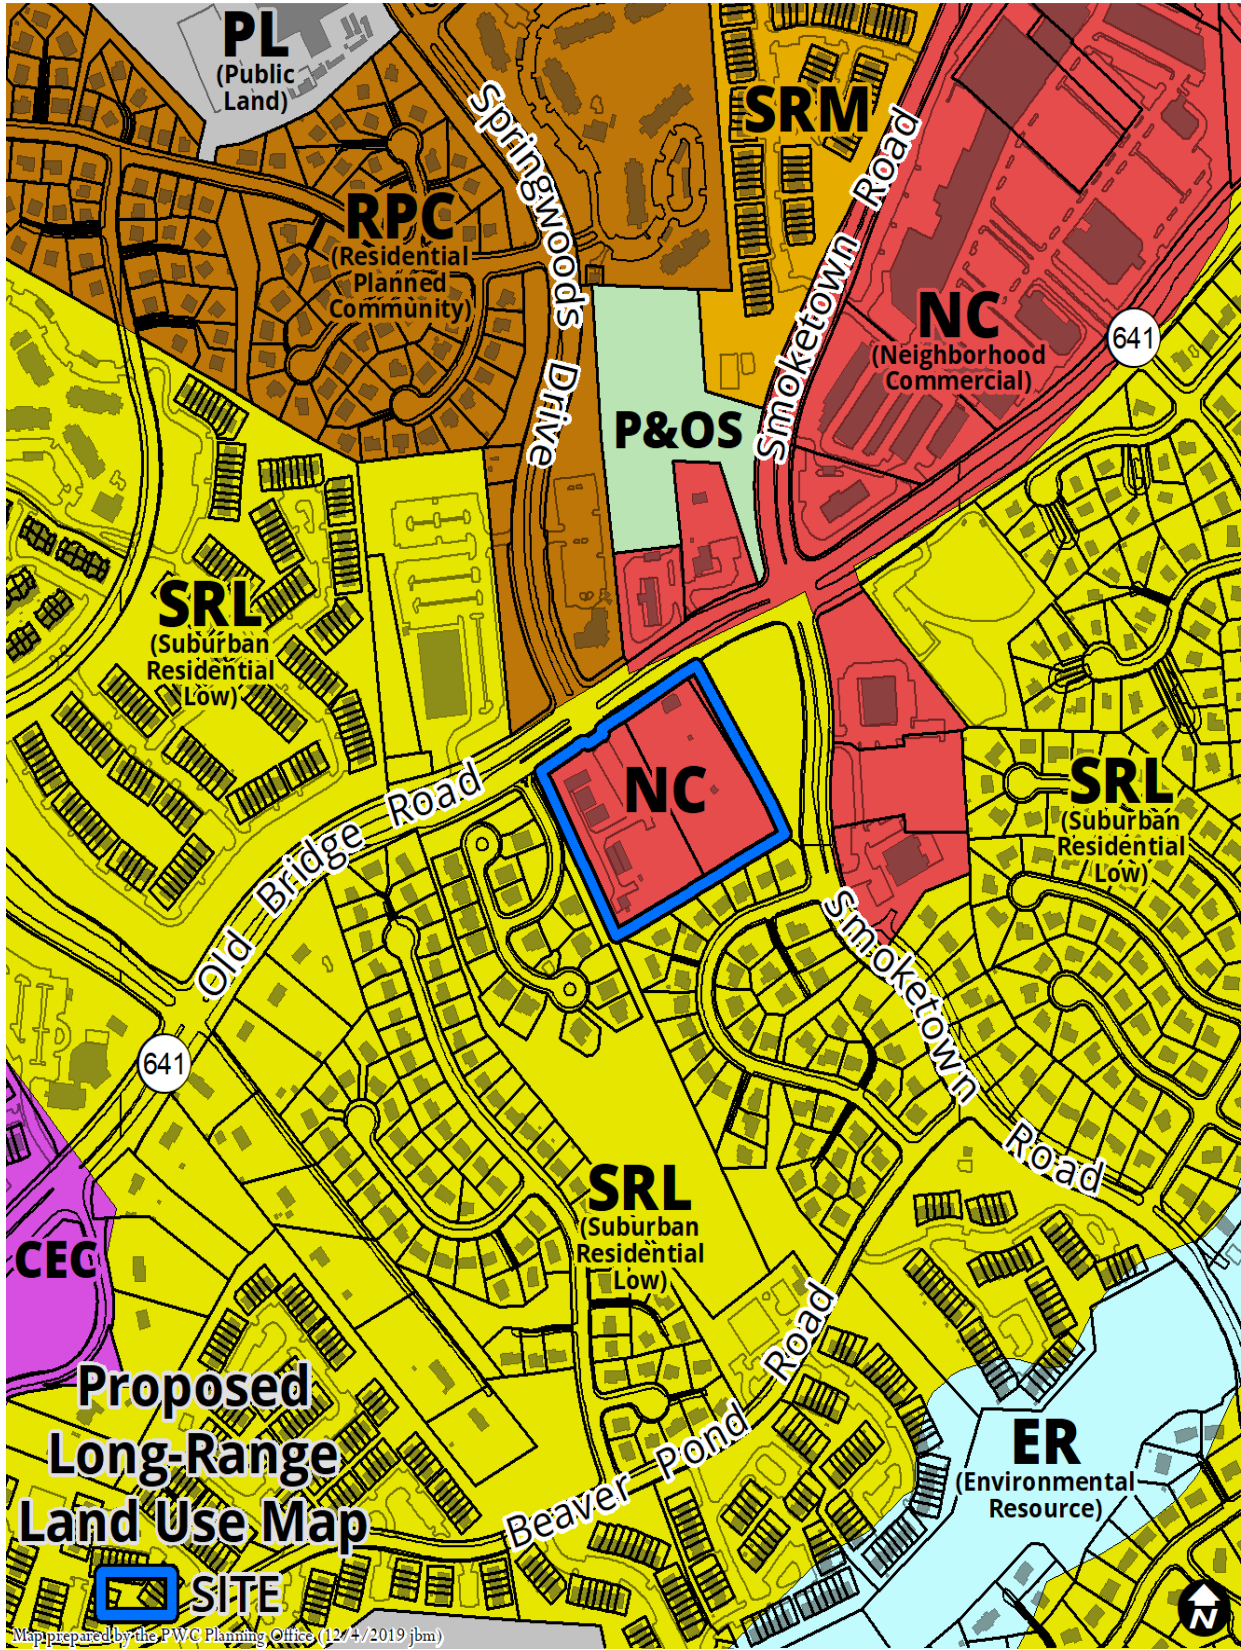 PL
(Public
Land)
SRM
Springwoods Drive
Smoketown Road
RPC
(Residential
Planned
Community)
NC
(Neighborhood
Commercial)
641
P&OS
SRL
(Suburban
Residential
Low)
NC
Old Bridge Road
SRL
(Suburban
Residential
Low)
Smoketown Road
641
SRL
(Suburban
Residential
Low)
CEC
Beaver Pond Road
ER
(Environmental
Resource)
Proposed
Long-Range
Land Use Map
SITE
Map prepared by the PWC Planning Office (12/4/2019 jbm)
N